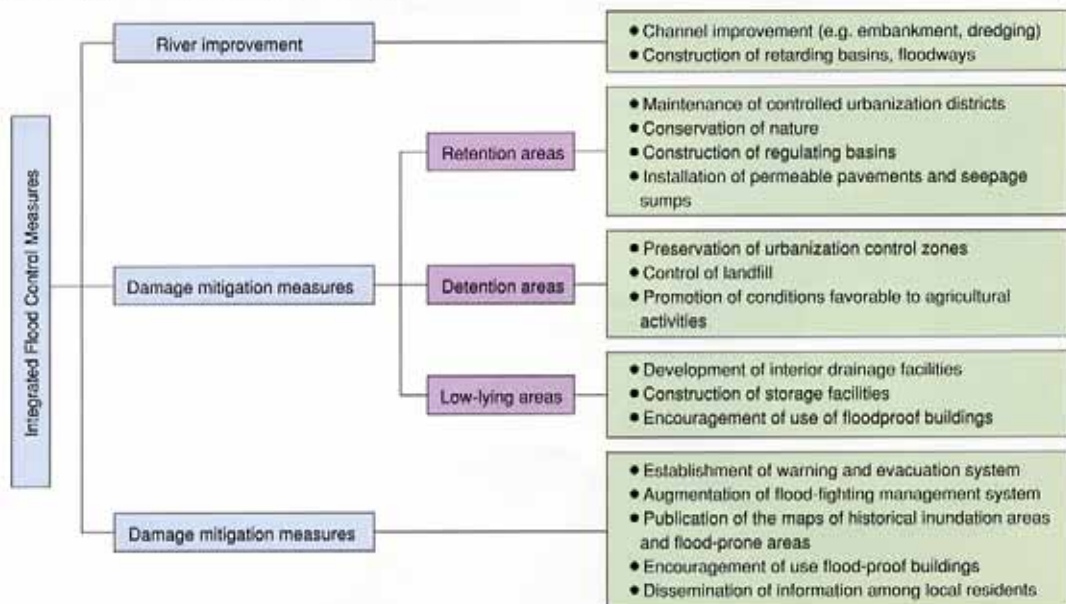 Integrated Flood Control Measures
River improvement
● Channel improvement (e.g. embankment, dredging)
● Construction of retarding basins, floodways
Damage mitigation measures
Retention areas
● Maintenance of controlled urbanization districts
● Conservation of nature
● Construction of regulating basins
● Installation of permeable pavements and seepage
sumps
Detention areas
● Preservation of urbanization control zones
● Control of landfill
● Promotion of conditions favorable to agricultural
activities
Low-lying areas
● Development of interior drainage facilities
● Construction of storage facilities
● Encouragement of use of floodproof buildings
Damage mitigation measures
● Establishment of warning and evacuation system
● Augmentation of flood-fighting management system
● Publication of the maps of historical inundation areas
and flood-prone areas
● Encouragement of use flood-proof buildings
● Dissemination of information among local residents